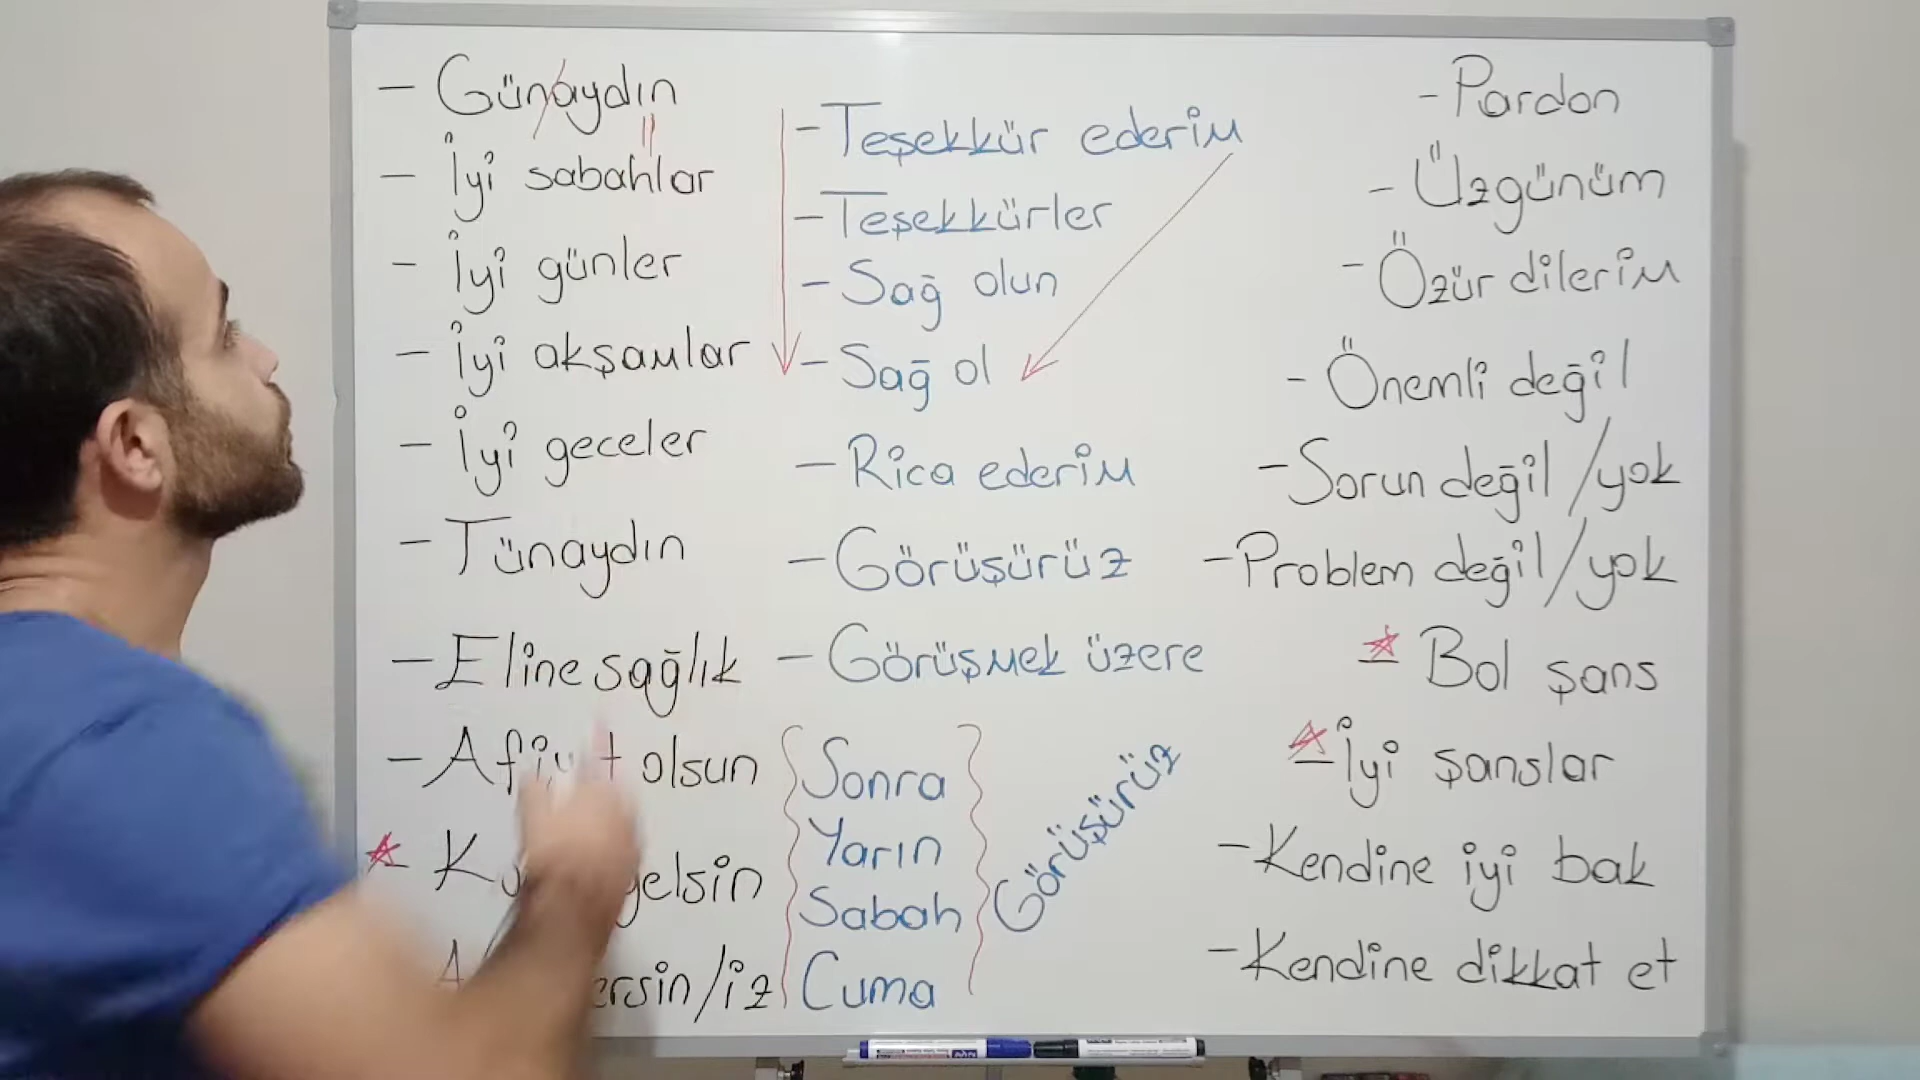 - Günaydın
- İyi sabahlar
- İyi günler
- İyi akşamlar
- İyi geceler
- Tünaydın
- Eline sağlık
- olsun
- gelsin
ersin/iz
- Teşekkür ederim
- Teşekkürler
- Sağ olun
- Sağ ol
- Rica ederim
- Görüşürüz
- Görüşmek üzere
Sonra
Yarın
Sabah
Cuma
Görüşürüz
- Pardon
- Üzgünüm
- Özür dilerim
- Önemli değil
- Sorun değil /yok
- Problem değil/yok
- Bol şans
- İyi şanslar
- Kendine iyi bak
- Kendine dikkat et